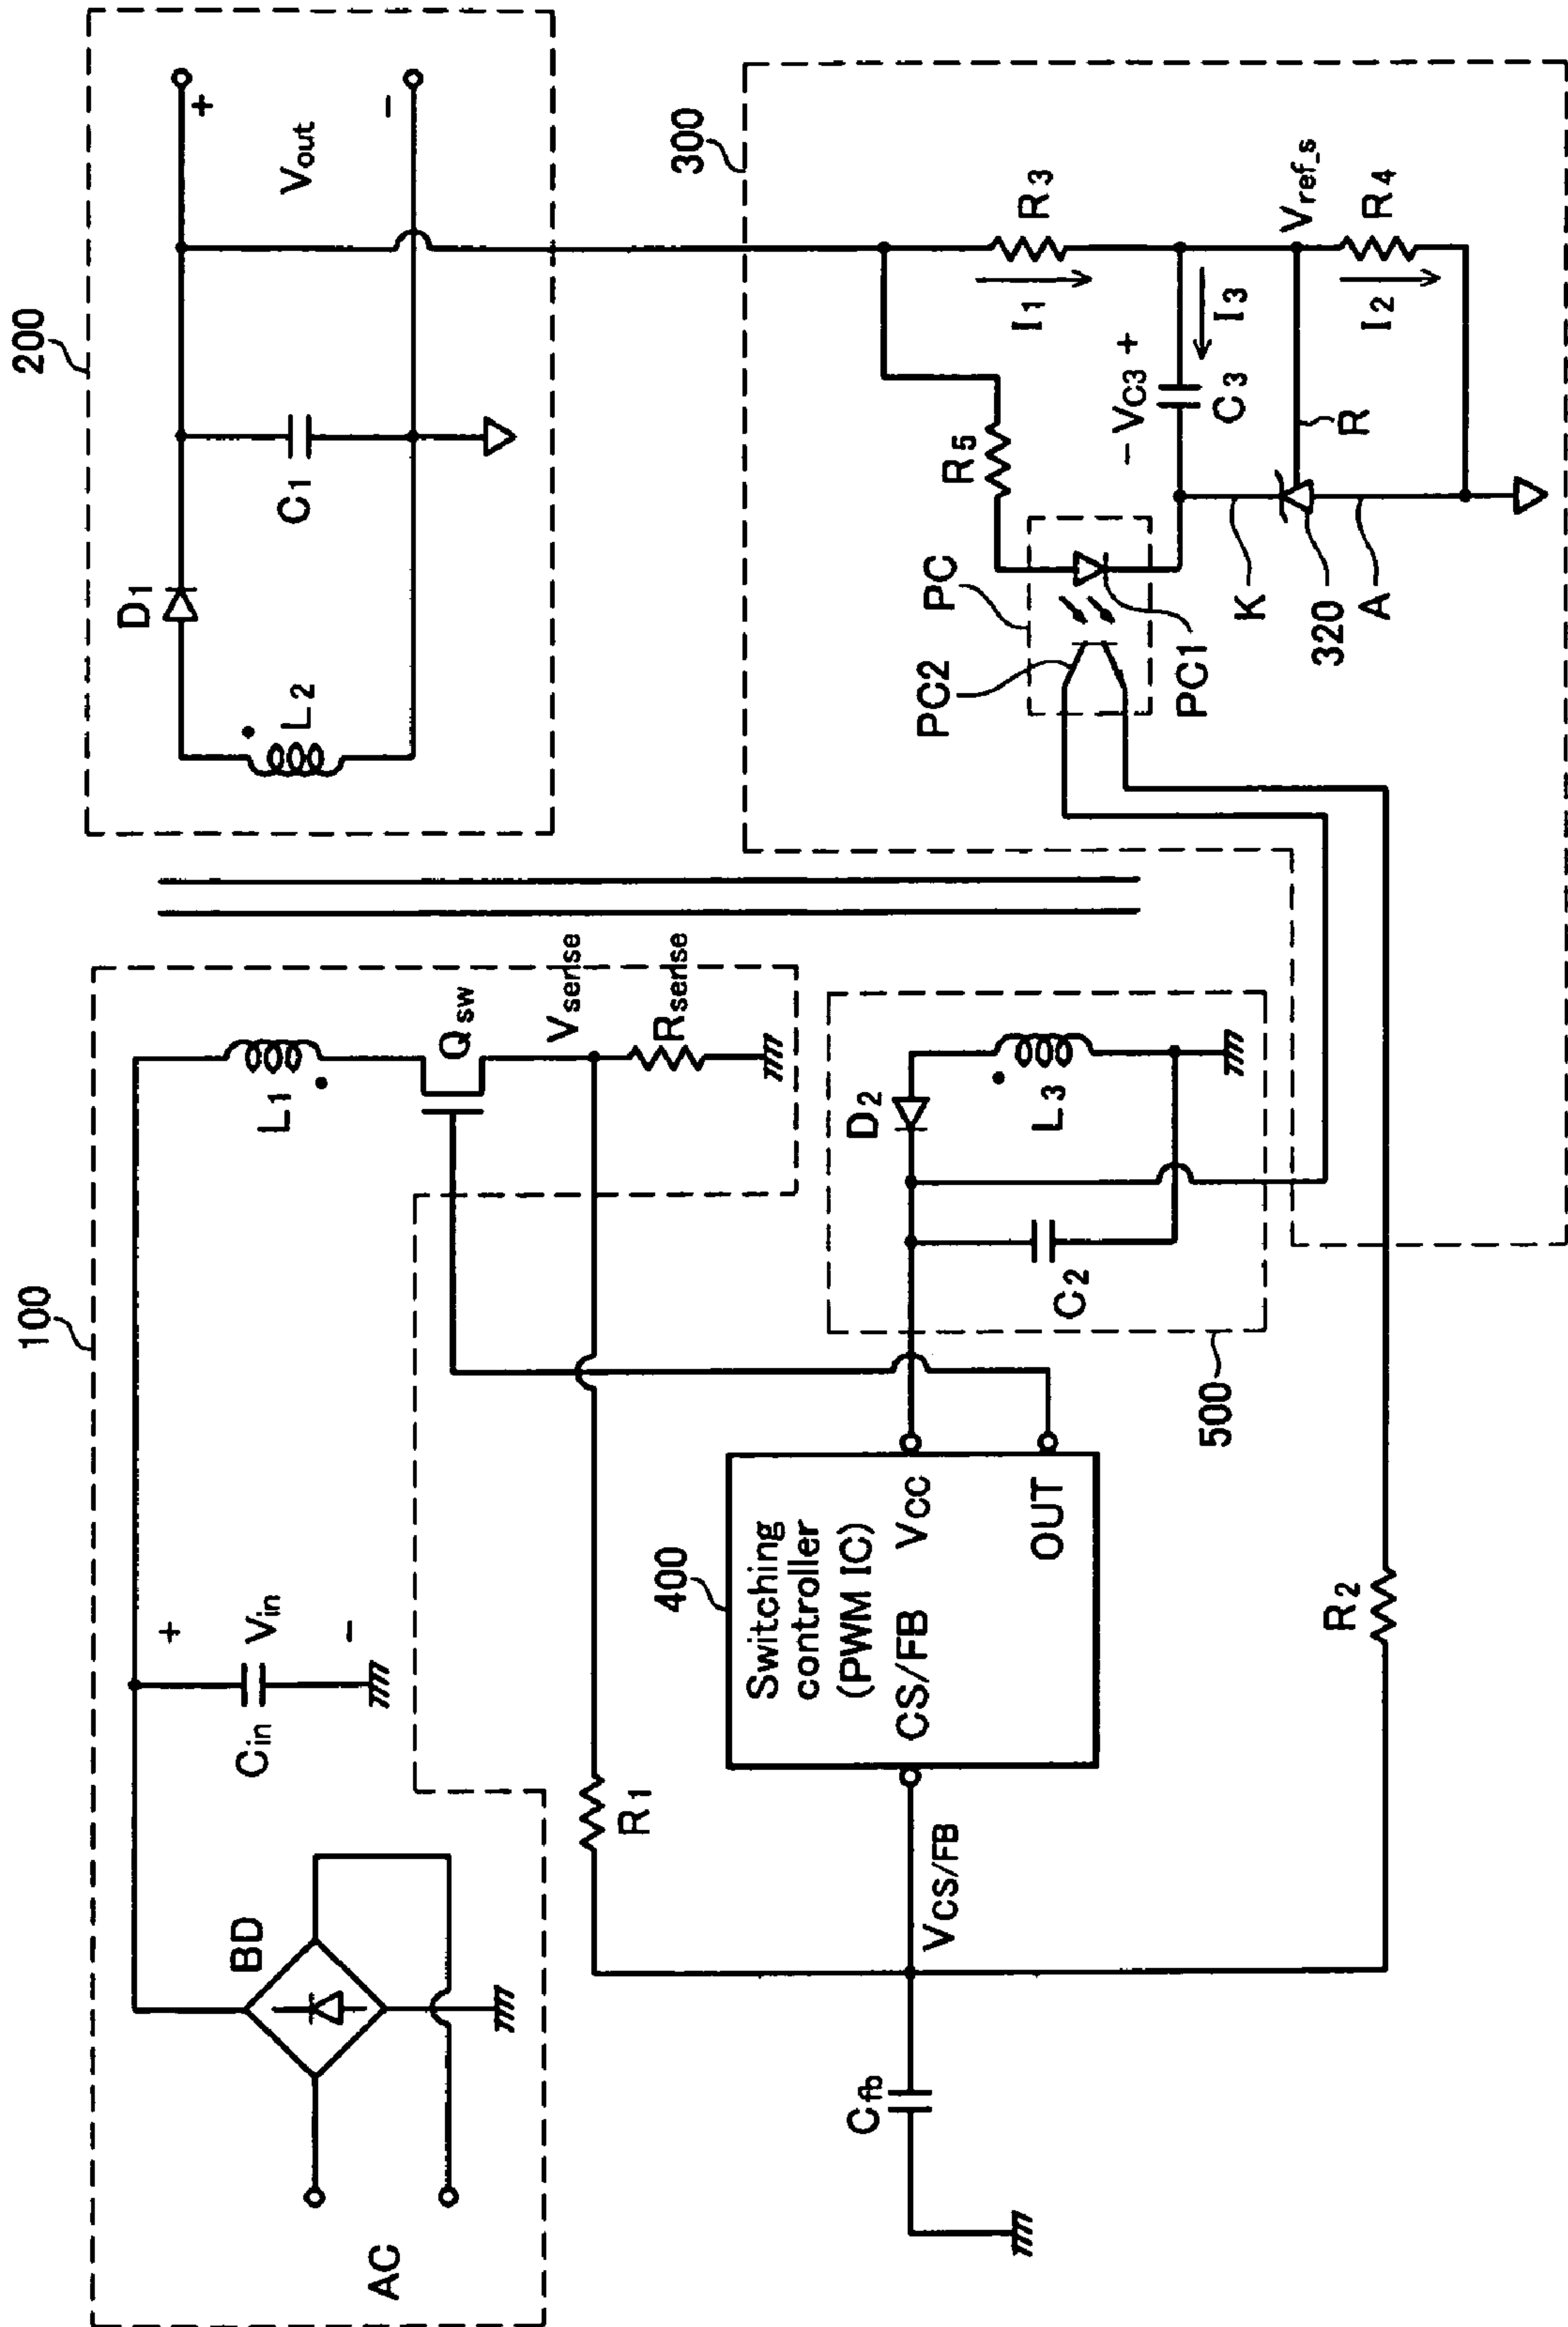 100
200
BD
AC
Cin
+
Vin
-
L1
Qsw
Vsense
Rsense
D1
L2
C1
+
Vout
-
R1
400
Switching
controller
(PWM IC)
CS/FB
VCC
OUT
VCS/FB
Cfb
R2
500
D2
L3
C2
300
PC
PC2
PC1
R5
R3
I1
- VC3 +
C3
I3
Vref_s
R4
I2
R
K
320
A